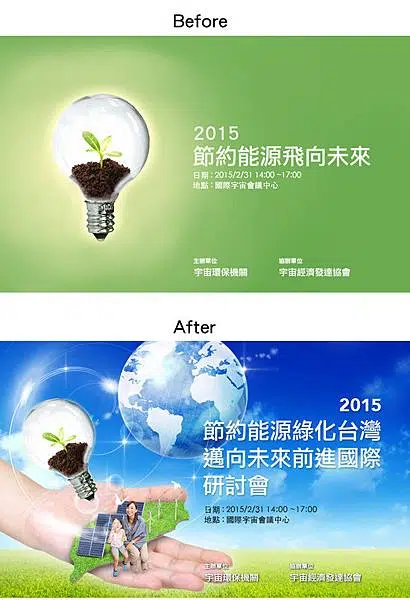 Before
2015
節約能源飛向未來
日期：2015/2/31 14:00 ~17:00
地點：國際宇宙會議中心
主辦單位
協辦單位
宇宙環保機關
宇宙經濟發達協會
After
2015
節約能源綠化台灣
邁向未來前進國際
研討會
日期：2015/2/31 14:00 ~17:00
地點：國際宇宙會議中心
主辦單位
協辦單位
宇宙環保機關
宇宙經濟發達協會